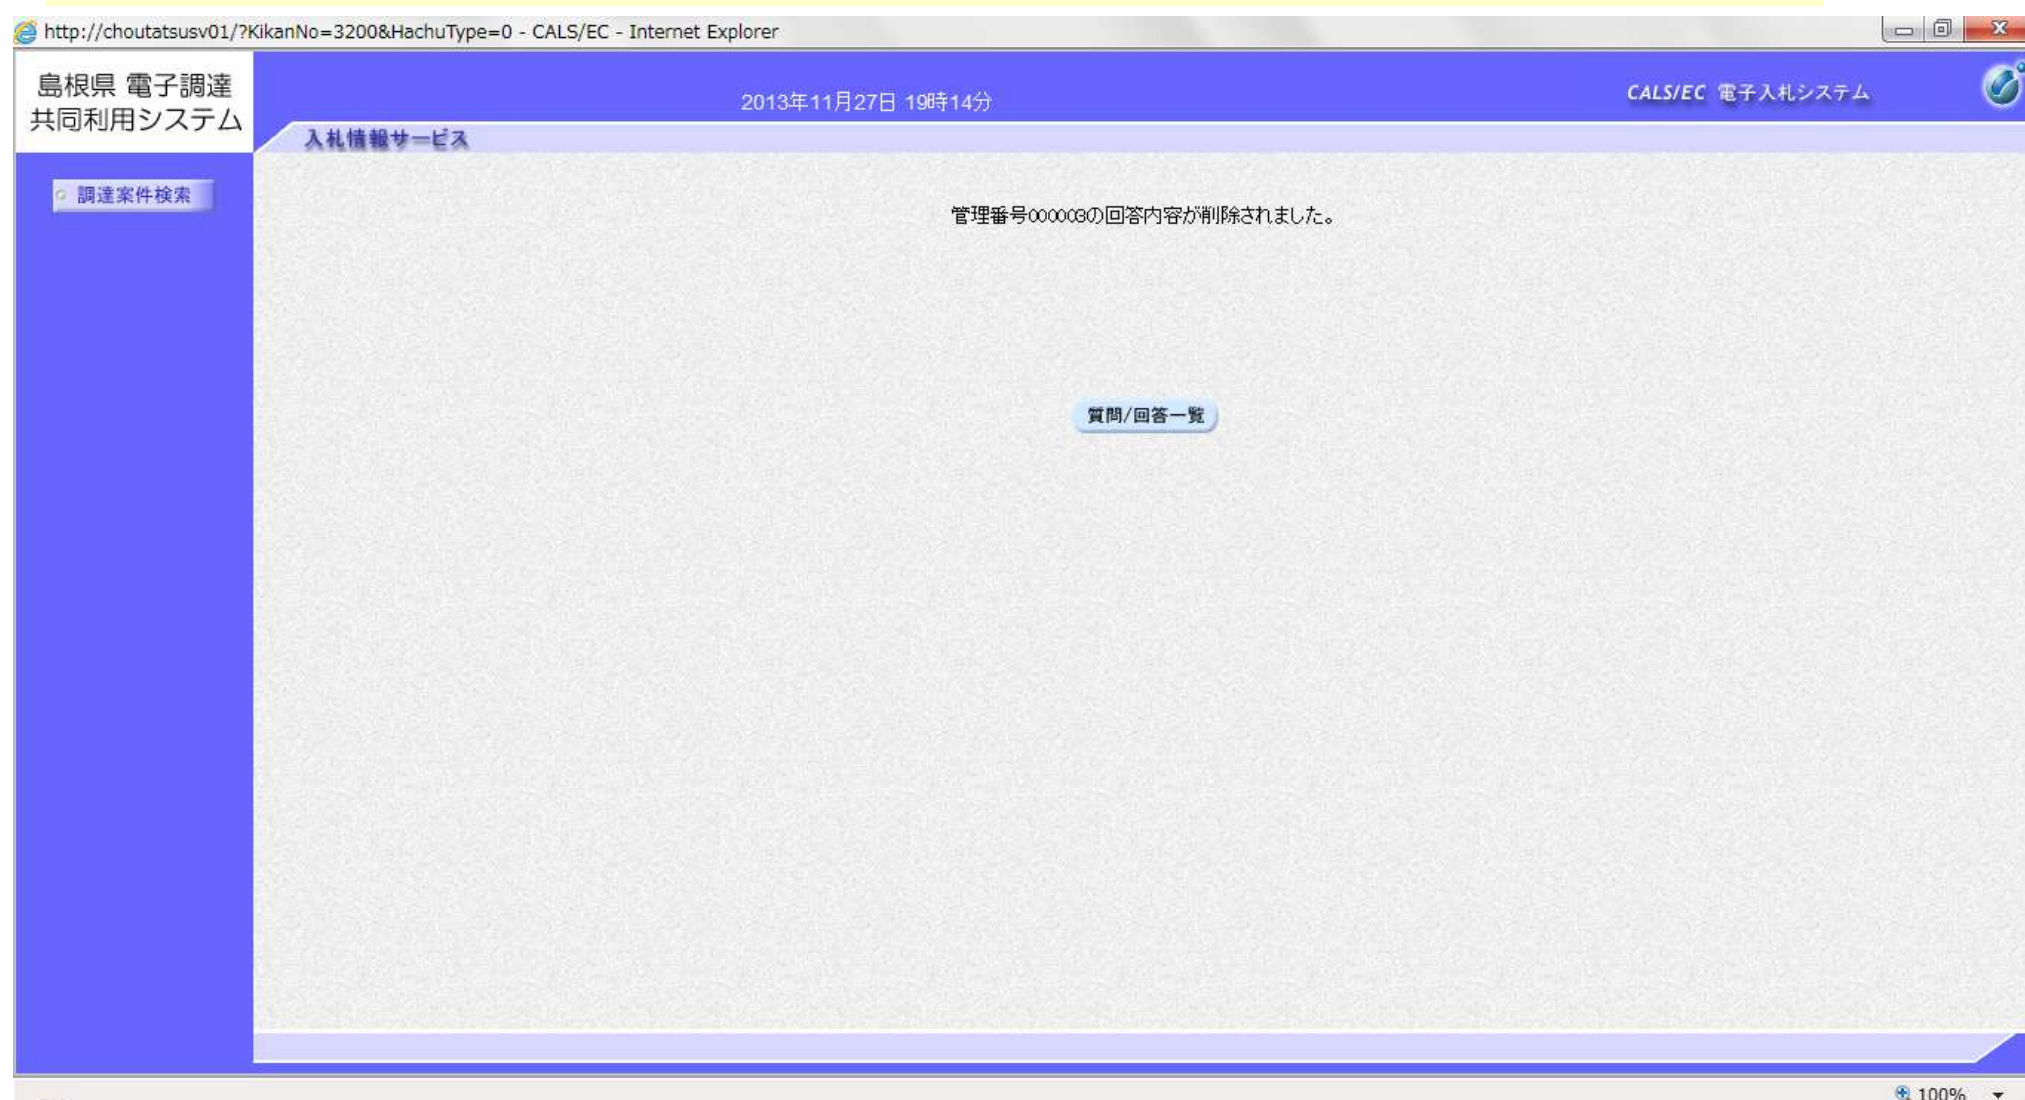 http://choutatsusv01/?KikanNo=3200&HachuType=0 - CALS/EC - Internet Explorer
島根県 電子調達
共同利用システム
2013年11月27日 19時14分
CALS/EC 電子入札システム
入札情報サービス
調達案件検索
管理番号000003の回答内容が削除されました。
質問/回答一覧
100%